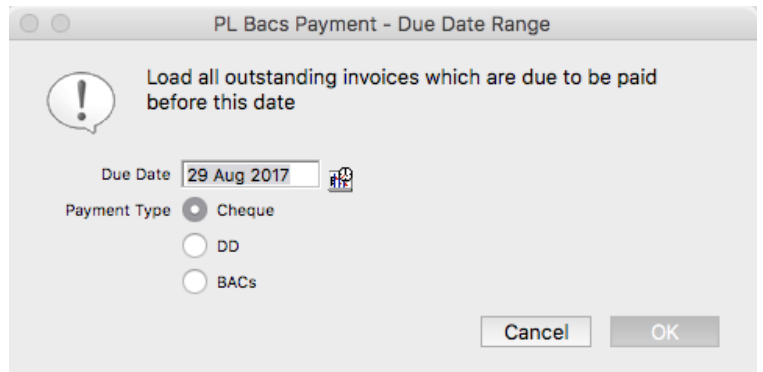 PL Bacs Payment - Due Date Range
Load all outstanding invoices which are due to be paid
before this date
Due Date 29 Aug 2017
Payment Type Cheque
DD
BACs
Cancel OK